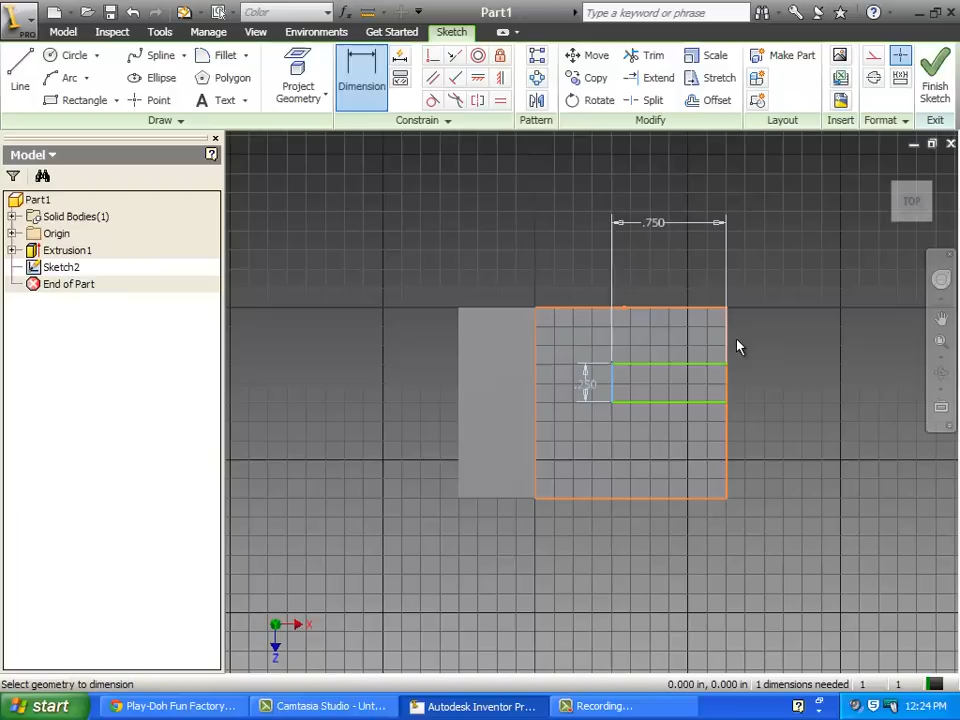 Color
Part1
Type a keyword or phrase
PRO
Model Inspect Tools Manage View Environments Get Started Sketch
Circle Spline Fillet Move Trim Scale Make Part
Line Arc Ellipse Polygon Project Geometry Dimension Copy Extend Stretch Finish Sketch
Rectangle Point Text Rotate Split Offset
Draw Constrain Pattern Modify Layout Insert Format Exit
Model
Part1
Solid Bodies(1)
Origin
Extrusion1
Sketch2
End of Part
TOP
.750
.250
X
Z
Select geometry to dimension 0.000 in, 0.000 in 1 dimensions needed 1 1
start Play-Doh Fun Factory... Camtasia Studio - Unt... Autodesk Inventor Pr... Recording... 12:24 PM